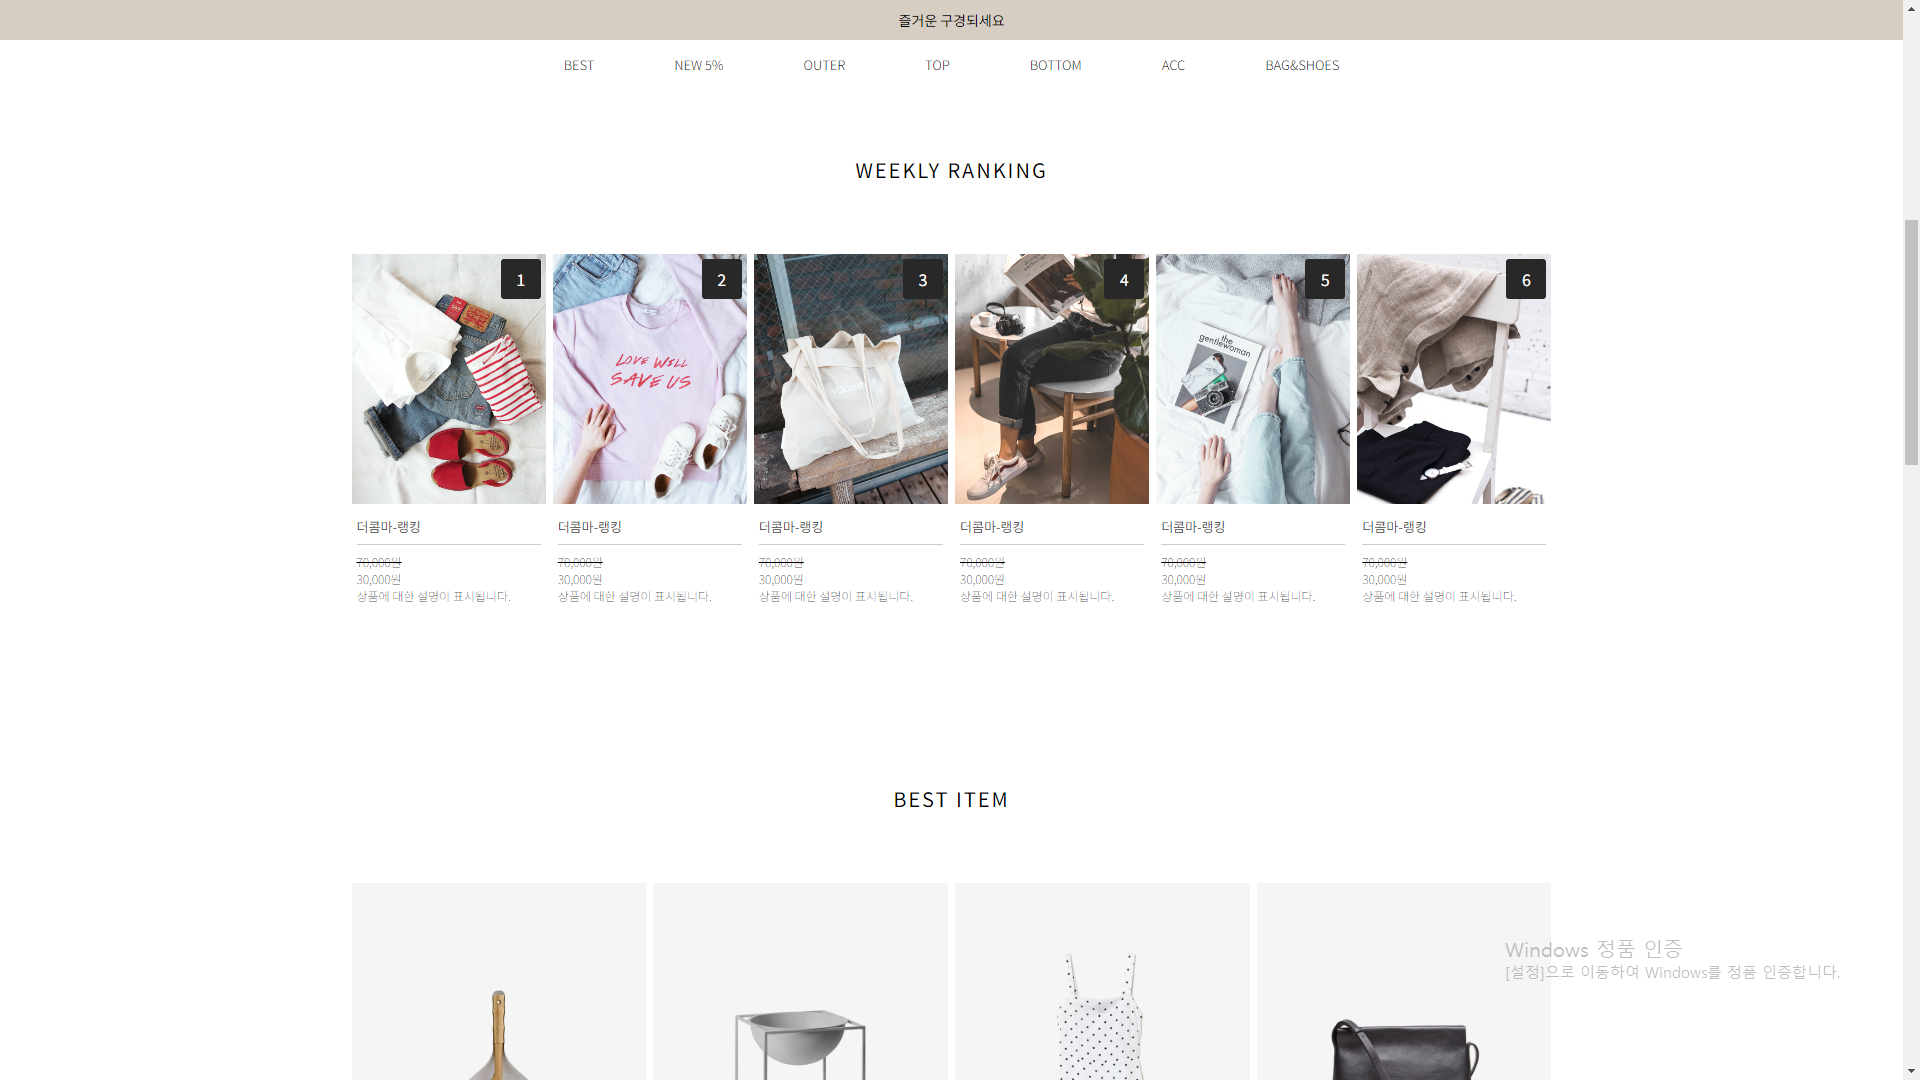 즐거운 구경되세요
BEST NEW 5% OUTER TOP BOTTOM ACC BAG&SHOES
WEEKLY RANKING
1 2 3 4 5 6
LOVE WILL
SAVE US
the
gentlewoman
더콤마-랭킹 더콤마-랭킹 더콤마-랭킹 더콤마-랭킹 더콤마-랭킹 더콤마-랭킹
70,000원 70,000원 70,000원 70,000원 70,000원 70,000원
30,000원 30,000원 30,000원 30,000원 30,000원 30,000원
상품에 대한 설명이 표시됩니다. 상품에 대한 설명이 표시됩니다. 상품에 대한 설명이 표시됩니다. 상품에 대한 설명이 표시됩니다. 상품에 대한 설명이 표시됩니다. 상품에 대한 설명이 표시됩니다.
BEST ITEM
Windows 정품 인증
[설정]으로 이동하여 Windows를 정품 인증합니다.